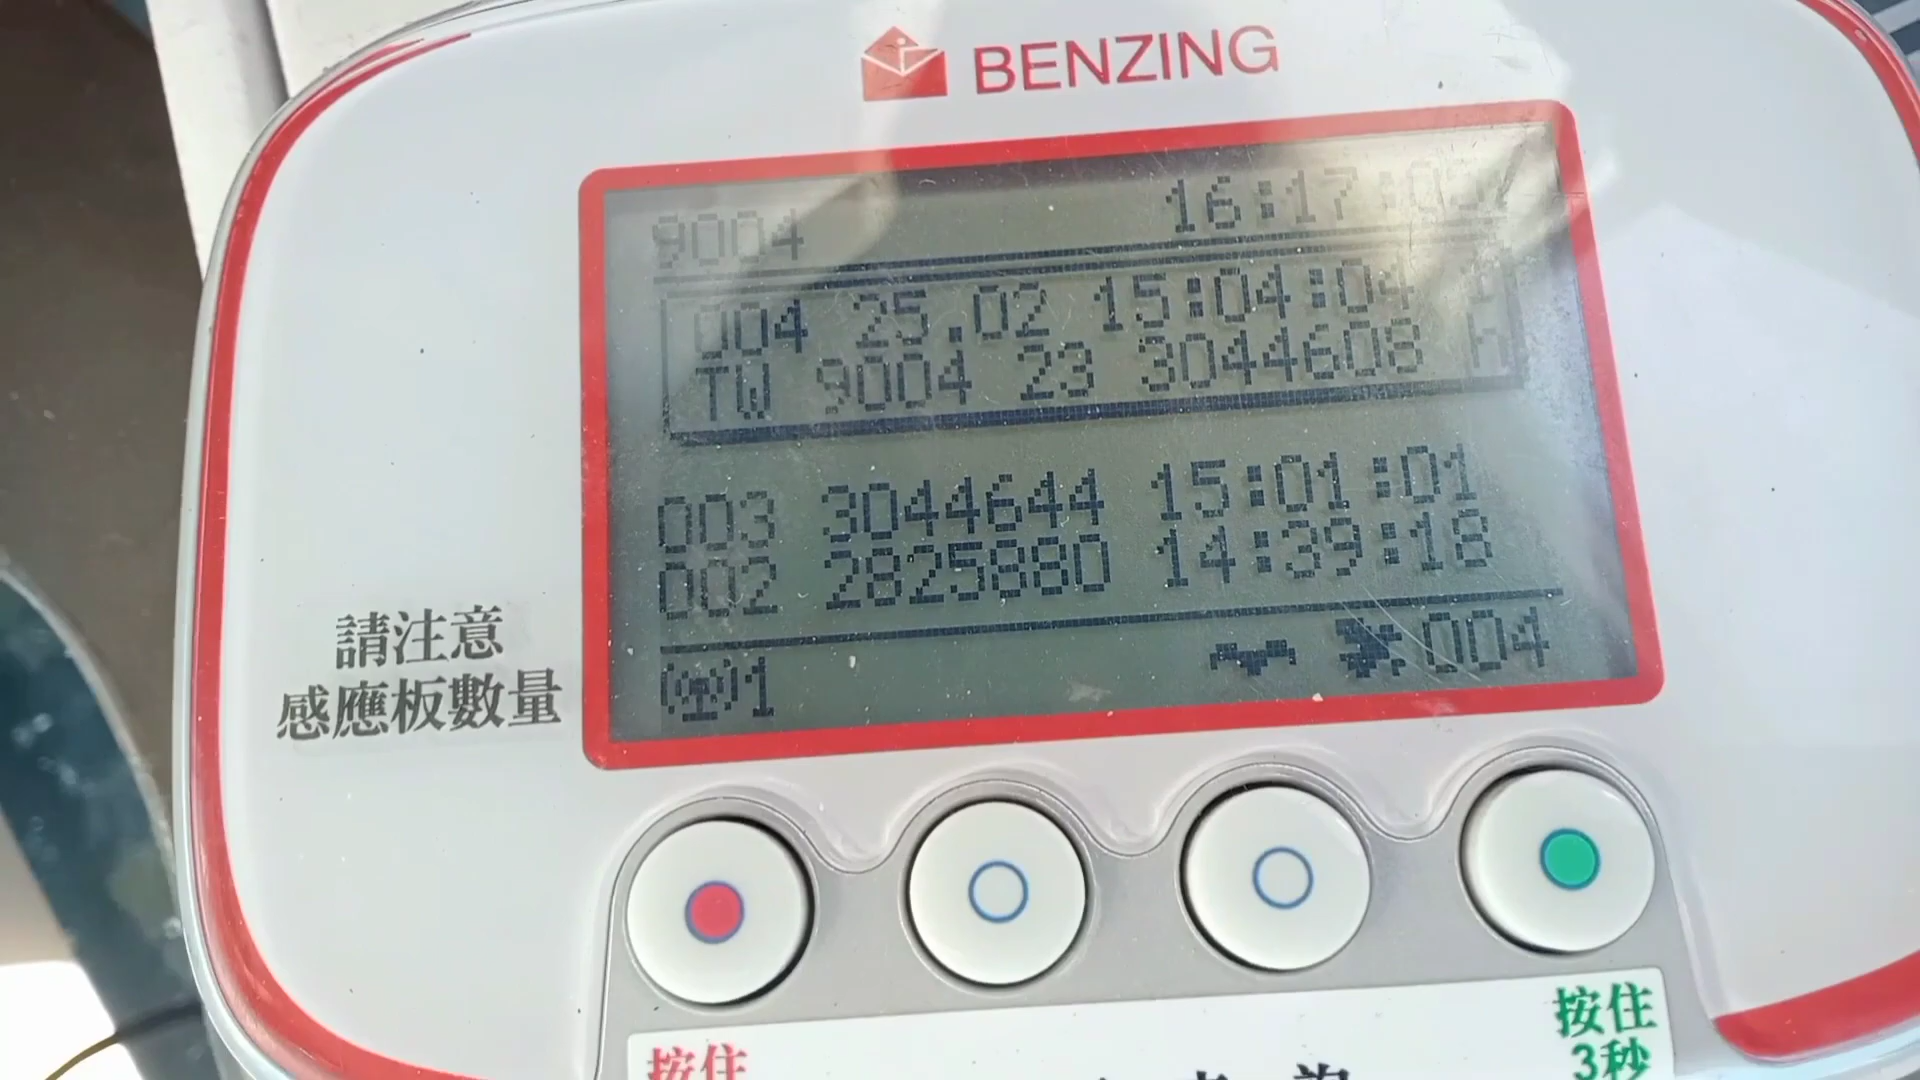 BENZING
9004 16:17:
004 25.02 15:04:04
TW 9004 23 3044608
003 3044644 15:01:01
002 2825880 14:39:18
1 004
請注意
感應板數量
按住
按住
3秒